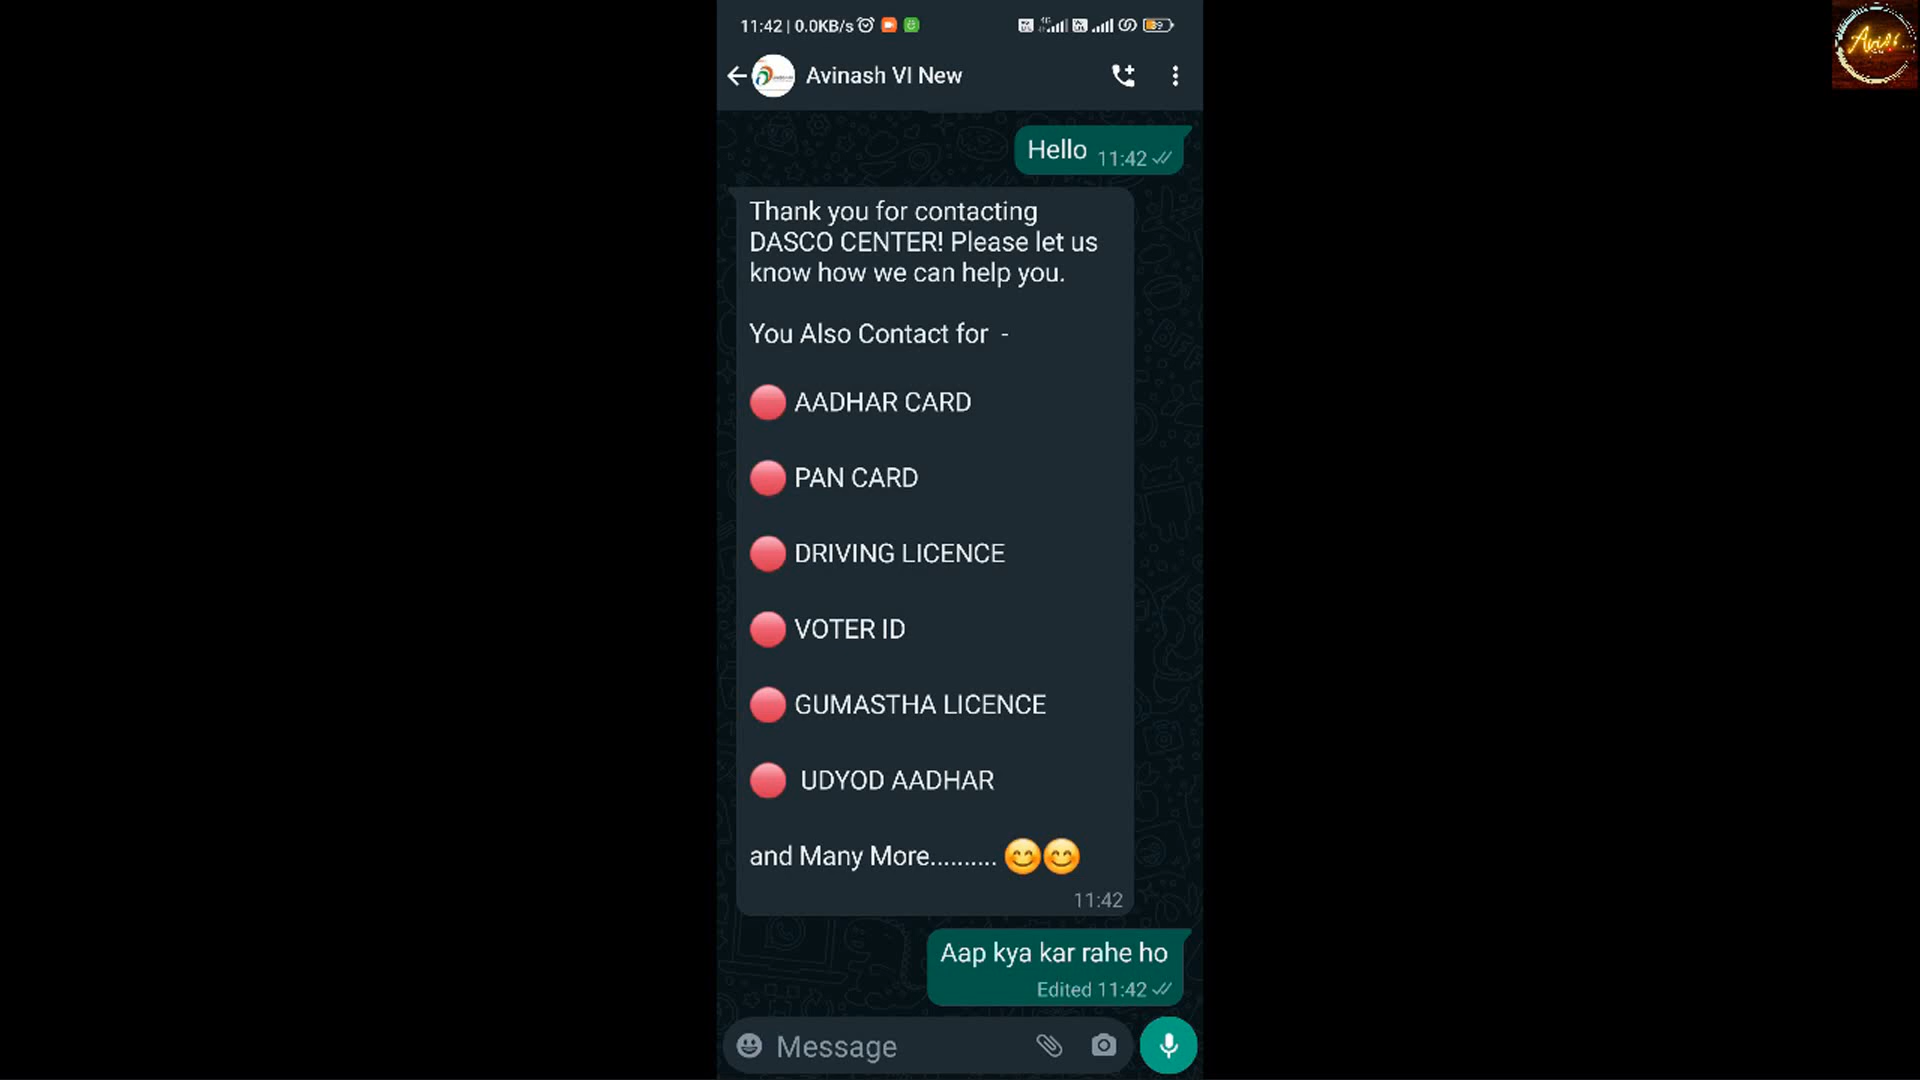 11:42 | 0.0KB/s
Avinash VI New
Hello
11:42
Thank you for contacting
DASCO CENTER! Please let us
know how we can help you.
You Also Contact for -
AADHAR CARD
PAN CARD
DRIVING LICENCE
VOTER ID
GUMASTHA LICENCE
UDYOD AADHAR
and Many More.......... 😊😊
11:42
Aap kya kar rahe ho
Edited 11:42
Message